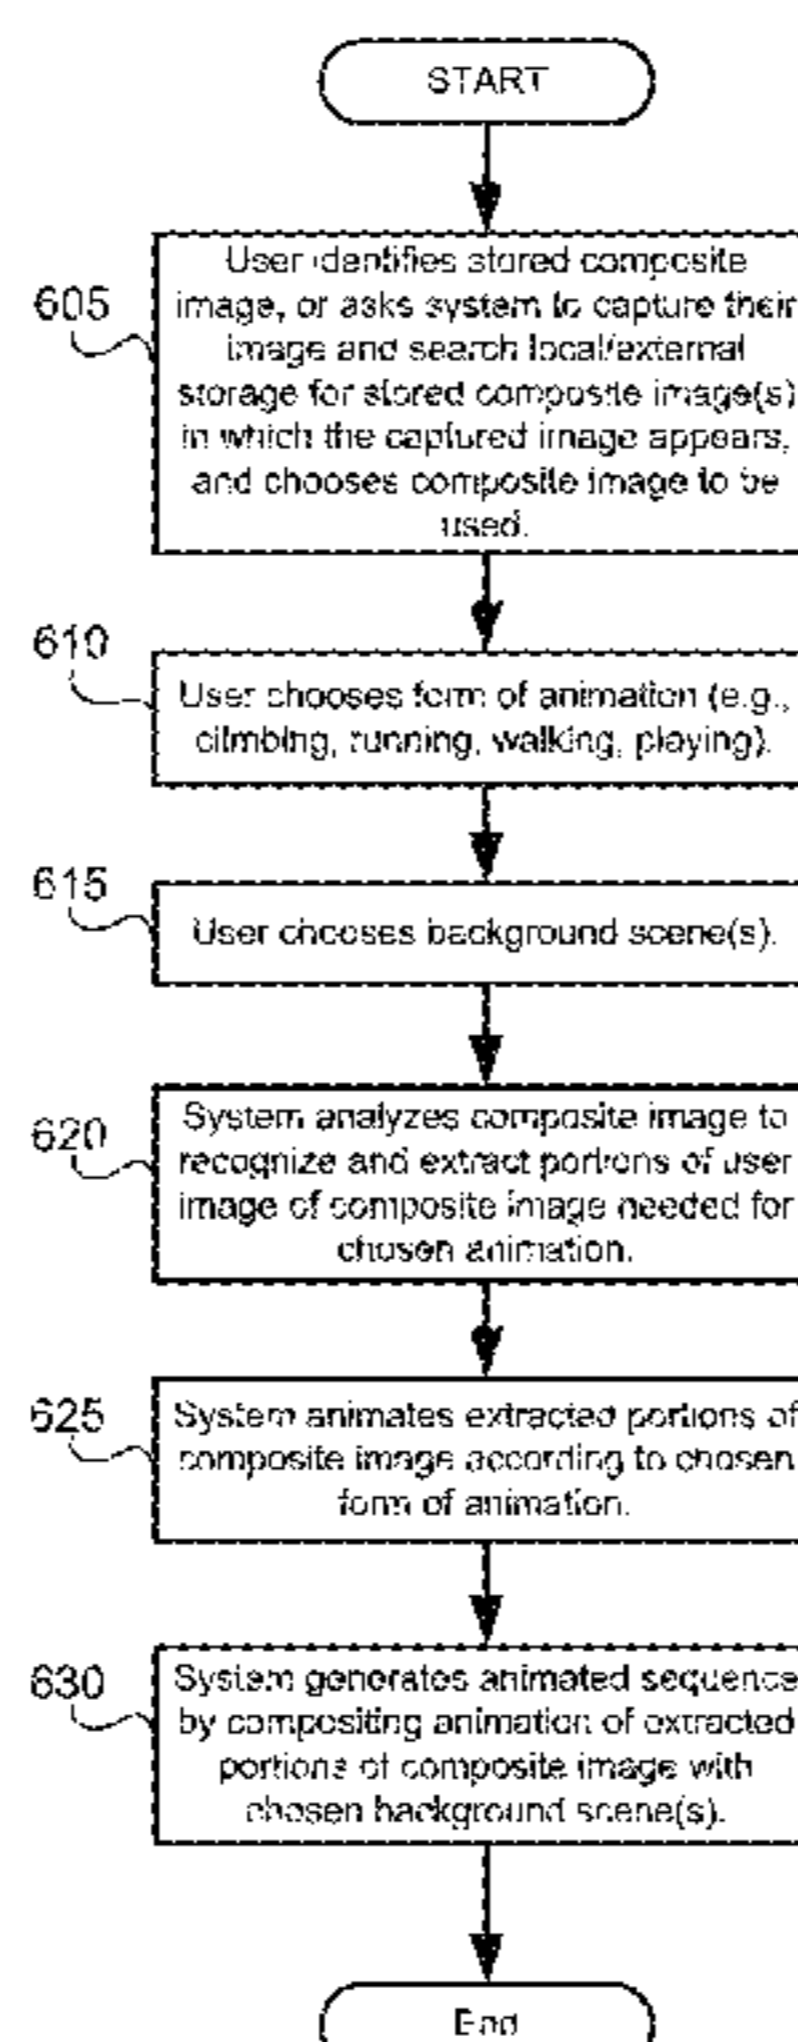 START
605
User identifies stored composite
image, or asks system to capture their
image and search local/external
storage for stored composite image(s)
in which the captured image appears,
and chooses composite image to be
used.
610
User chooses form of animation (e.g.,
climbing, running, walking, playying).
615
User chooses background scene(s).
620
System analyzes composite image to
recognize and extract portions of user
image of composite image needed for
chosen animation.
625
System animates extracted portions of
composite image according to chosen
form of animation.
630
System generates animated sequence
by compositing animation of extracted
portions of composite image with
chosen background scene(s).
End